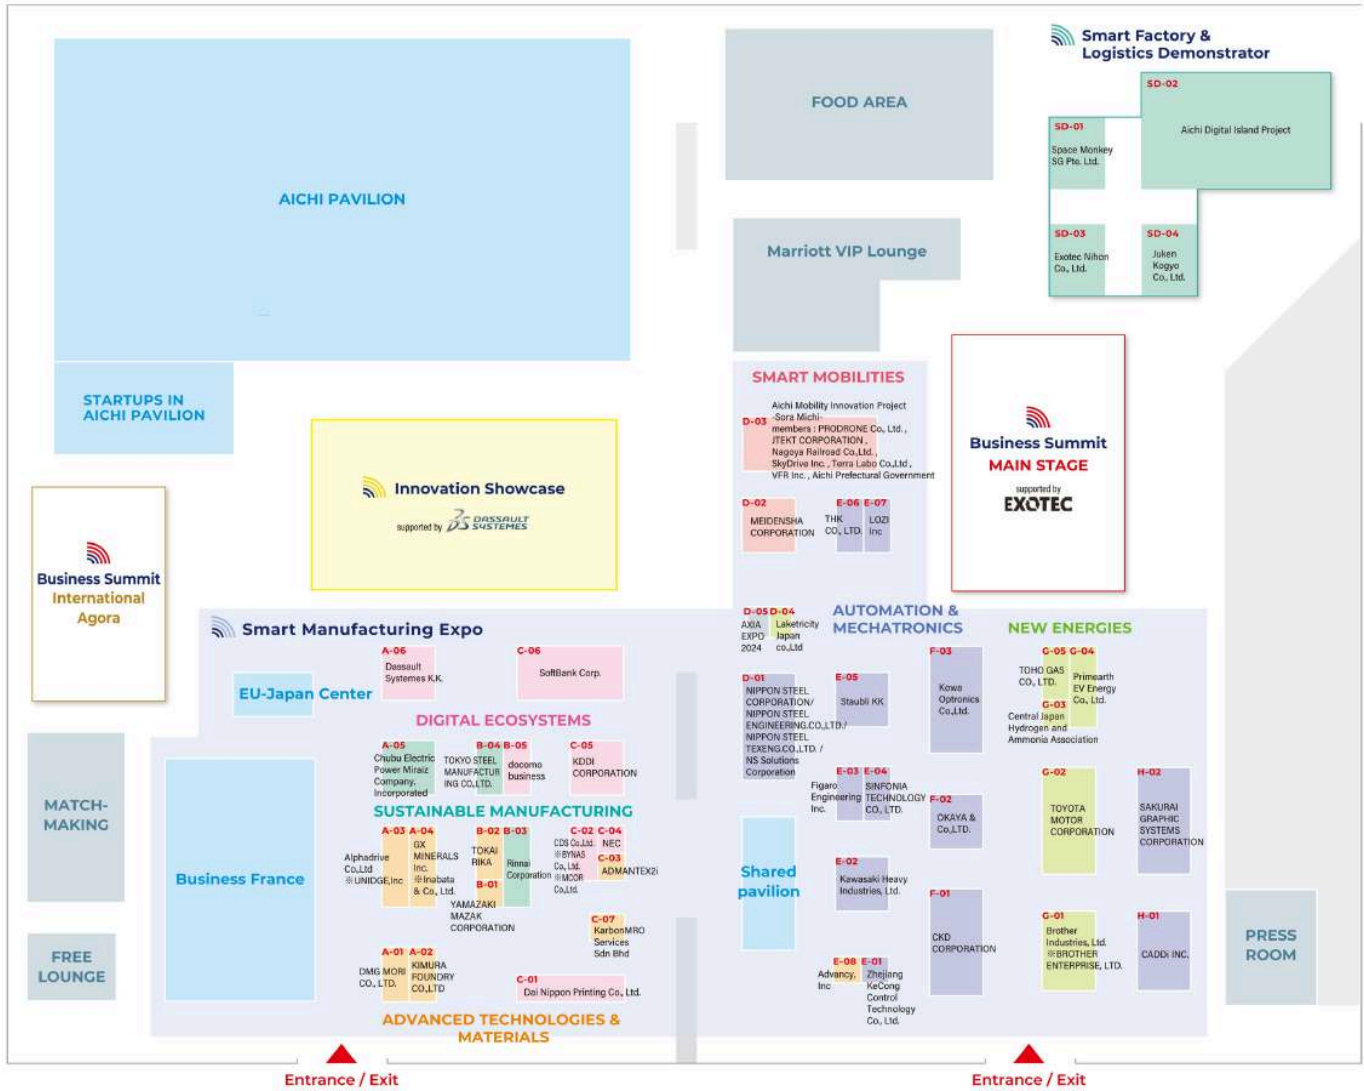 FOOD AREA
Smart Factory &
Logistics Demonstrator
SD-02
Aichi Digital Island Project
SD-01
Space Monkey
SG Pte. Ltd.
SD-03
Exotec Nihon
Co., Ltd.
SD-04
Juken
Kogyo
Co., Ltd.
AICHI PAVILION
Marriott VIP Lounge
STARTUPS IN
AICHI PAVILION
Innovation Showcase
supported by DASSAULT
SYSTEMES
Business Summit
International
Agora
SMART MOBILITIES
D-03
Aichi Mobility Innovation Project
-Sora Michi-
members : PRODRONE Co., Ltd. ,
JTEKT CORPORATION ,
Nagoya Railroad Co.,Ltd. ,
SkyDrive Inc. , Terra Labo Co.,Ltd ,
VFR Inc. , Aichi Prefectural Government
D-02
MEIDENSHA
CORPORATION
E-06
THK
CO., LTD.
E-07
LOZI
Inc
Business Summit
MAIN STAGE
supported by
EXOTEC
Smart Manufacturing Expo
EU-Japan Center
A-06
Dassault
Systemes K.K.
C-06
SoftBank Corp.
DIGITAL ECOSYSTEMS
A-05
Chubu Electric
Power Miraiz
Company,
Incorporated
B-04
TOKYO STEEL
MANUFACTUR
ING CO.,LTD.
B-05
docomo
business
C-05
KDDI
CORPORATION
SUSTAINABLE MANUFACTURING
A-03
Alphadrive
Co.,Ltd
※UNIDGE,Inc
A-04
GX
MINERALS
Inc.
※Inabata
& Co., Ltd.
B-02
TOKAI
RIKA
B-03
Rinnai
Corporation
B-01
YAMAZAKI
MAZAK
CORPORATION
C-02
CDS Co.,Ltd.
※BYNAS
Co., Ltd.
※MCOR
Co.,Ltd.
C-04
NEC
C-03
ADMANTEX2i
C-07
KarbonMRO
Services
Sdn Bhd
A-01
DMG MORI
CO., LTD.
A-02
KIMURA
FOUNDRY
CO.,LTD
C-01
Dai Nippon Printing Co., Ltd.
ADVANCED TECHNOLOGIES &
MATERIALS
Business France
MATCH-
MAKING
FREE
LOUNGE
D-05
AXIA
EXPO
2024
D-04
Laketricity
Japan
co.,Ltd
AUTOMATION &
MECHATRONICS
D-01
NIPPON STEEL
CORPORATION/
NIPPON STEEL
ENGINEERING.CO.,LTD./
NIPPON STEEL
TEXENG.CO.,LTD. /
NS Solutions
Corporation
E-05
Staubli KK
F-03
Kowa
Optronics
Co.,Ltd.
E-03
Figaro
Engineering
Inc.
E-04
SINFONIA
TECHNOLOGY
CO., LTD.
F-02
OKAYA &
Co.,LTD.
Shared
pavilion
E-02
Kawasaki Heavy
Industries, Ltd.
F-01
CKD
CORPORATION
E-08
Advancy,
Inc
E-01
Zhejiang
KeCong
Control
Technology
Co., Ltd.
NEW ENERGIES
G-05
TOHO GAS
CO., LTD.
G-04
Primearth
EV Energy
Co., Ltd.
G-03
Central Japan
Hydrogen and
Ammonia Association
G-02
TOYOTA
MOTOR
CORPORATION
H-02
SAKURAI
GRAPHIC
SYSTEMS
CORPORATION
G-01
Brother
Industries, Ltd.
※BROTHER
ENTERPRISE, LTD.
H-01
CADDi INC.
PRESS
ROOM
Entrance / Exit
Entrance / Exit